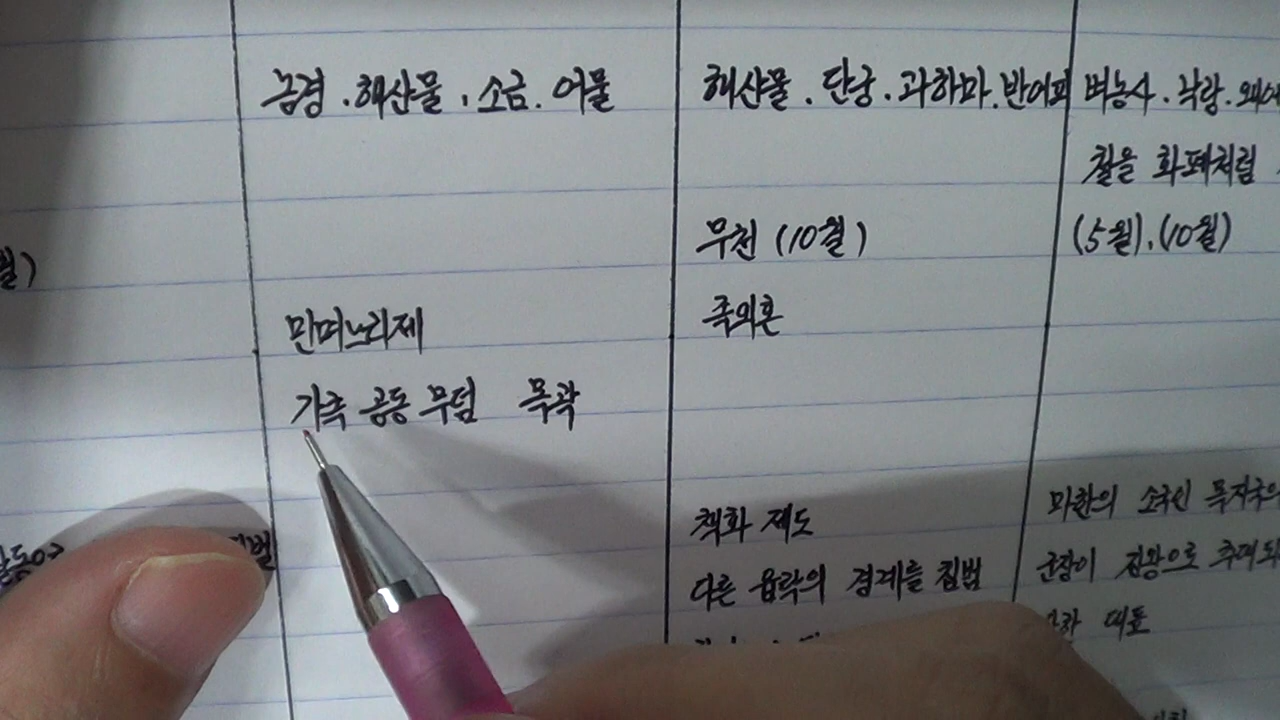 농경. 해산물, 소금. 어물
해산물. 단궁. 과하마. 반어피
벼농사. 낙랑.
철을 화폐처럼
무천 (10월)
(5월), (10월)
월)
민며느리제
족외혼
가족 공동 무덤 목곽
책화 제도
다른 읍락의 경계를 침범
마한의 소국인 목지국의
군장이 진왕으로 추대되
때문